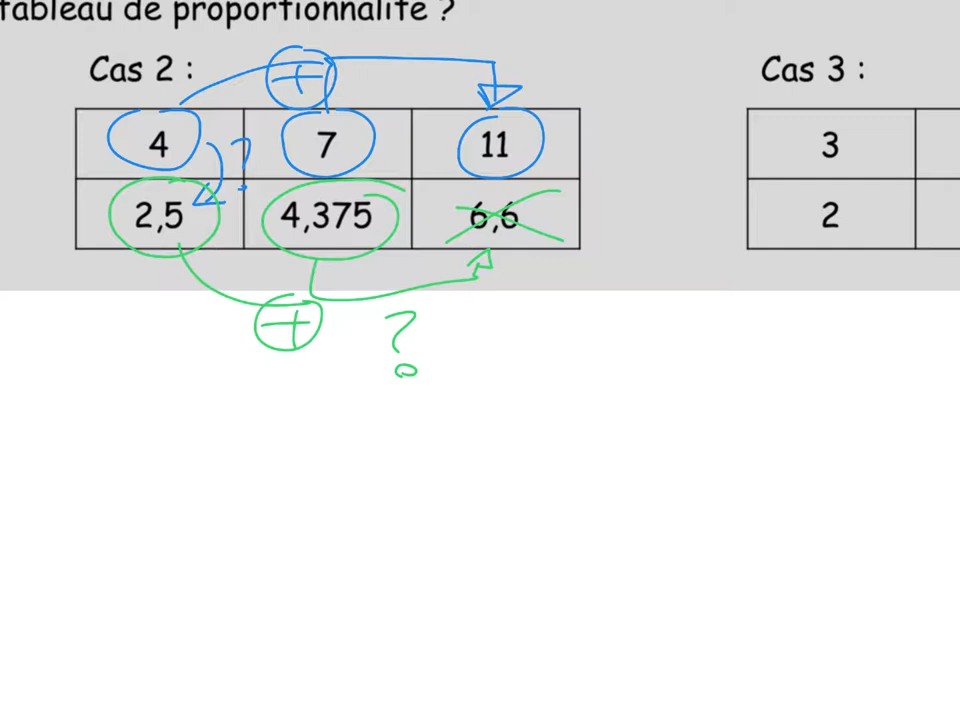 tableau de proportionnalité ?
Cas 2 :
Cas 3 :
+
4 7 11
?
3
2,5 4,375 6,6
2
+
?